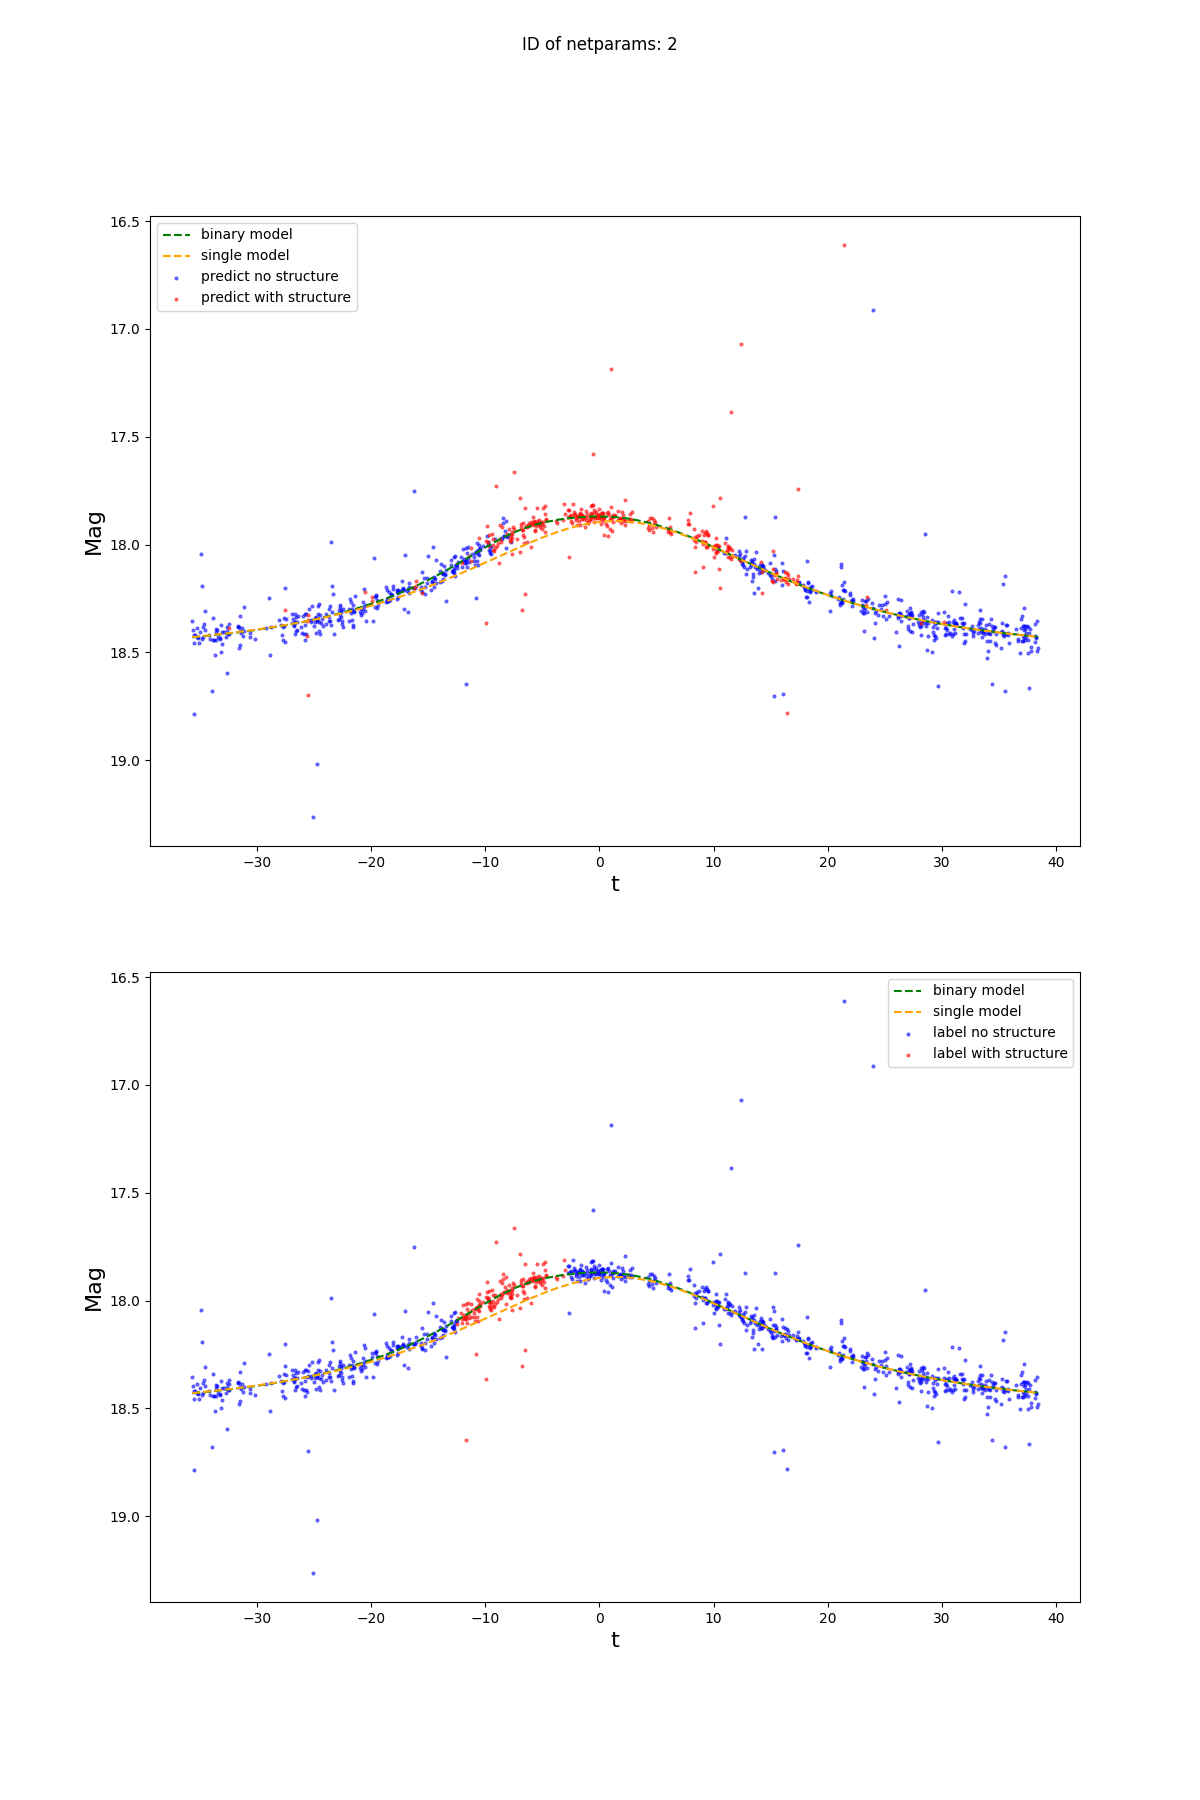 ID of netparams: 2
16.5
17.0
17.5
18.0
18.5
19.0
Mag
binary model
single model
predict no structure
predict with structure
−30
−20
−10
0
10
20
30
40
t
16.5
17.0
17.5
18.0
18.5
19.0
Mag
binary model
single model
label no structure
label with structure
−30
−20
−10
0
10
20
30
40
t